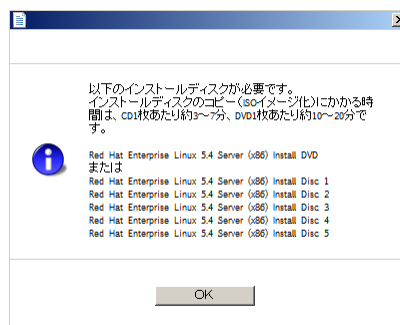 以下のインストールディスクが必要です。
インストールディスクのコピー(ISOイメージ化)にかかる時
間は、CD1枚あたり約3～7分、DVD1枚あたり約10～20分で
す。
Red Hat Enterprise Linux 5.4 Server (x86) Install DVD
または
Red Hat Enterprise Linux 5.4 Server (x86) Install Disc 1
Red Hat Enterprise Linux 5.4 Server (x86) Install Disc 2
Red Hat Enterprise Linux 5.4 Server (x86) Install Disc 3
Red Hat Enterprise Linux 5.4 Server (x86) Install Disc 4
Red Hat Enterprise Linux 5.4 Server (x86) Install Disc 5
OK